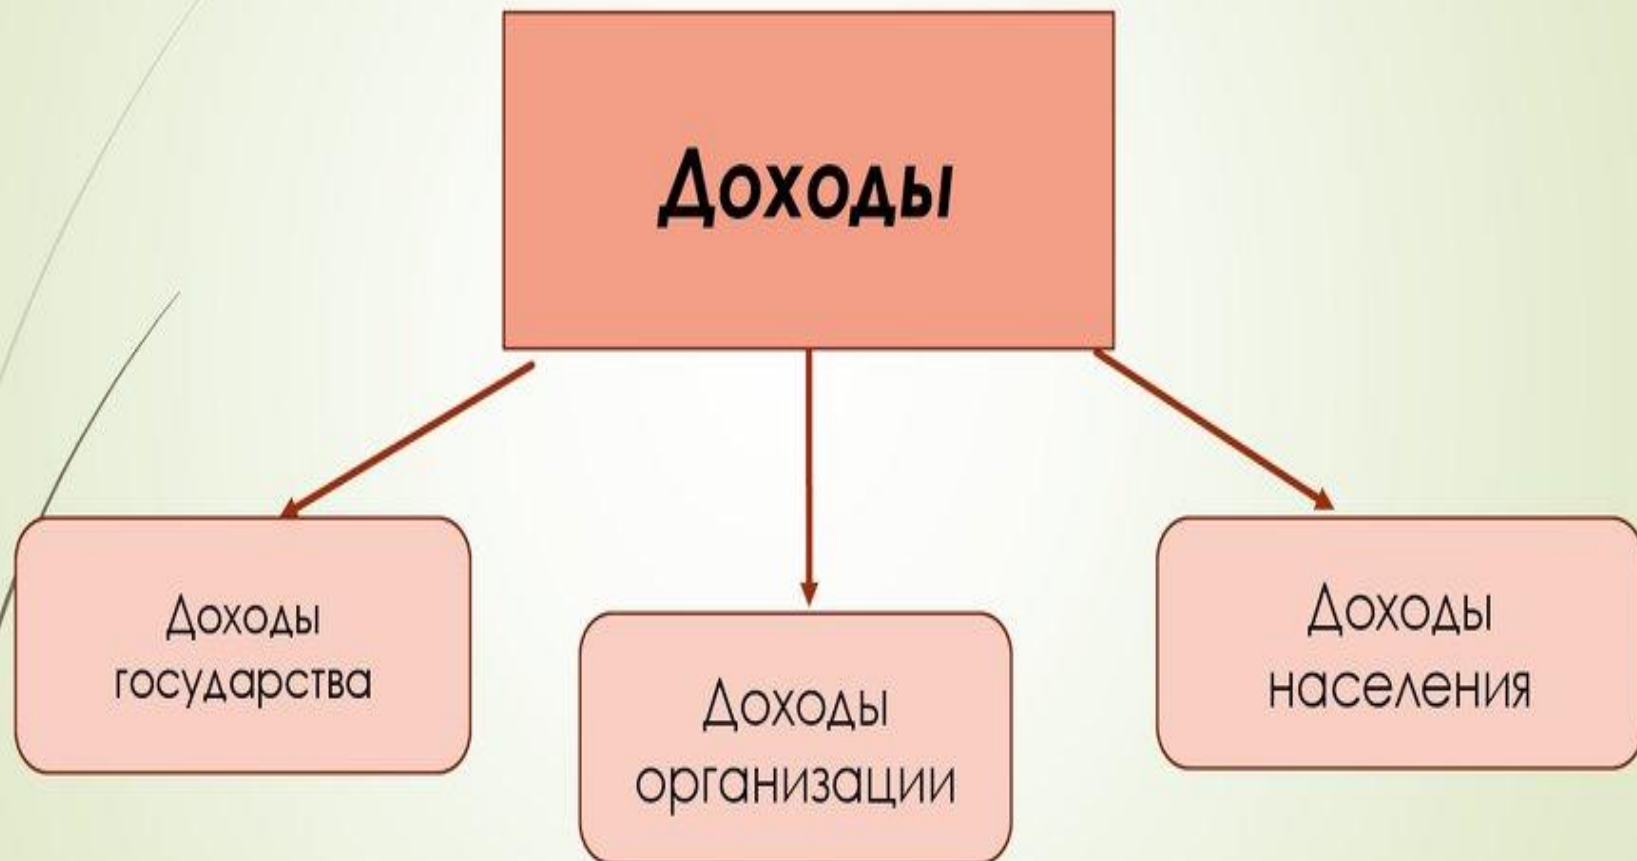 Доходы
Доходы
государства
Доходы
организации
Доходы
населения